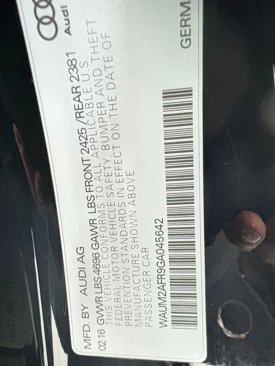 Audi
GERM
MFD. BY AUDI AG
02/16 GVWR LBS 4696 GAWR LBS FRONT 2425 /REAR 2381
THIS VEHICLE CONFORMS TO ALL APPLICABLE U.S.
FEDERAL MOTOR VEHICLE SAFETY, BUMPER AND THEFT
PREVENTION STANDARDS IN EFFECT ON THE DATE OF
MANUFACTURE SHOWN ABOVE
PASSENGER CAR
WAUM2AFR9GA045642